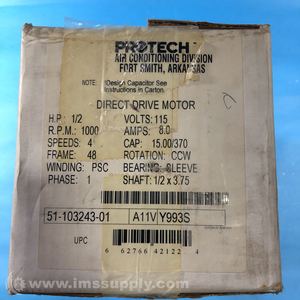 PROTECH
AIR CONDITIONING DIVISION
FORT SMITH, ARKANSAS
NOTE: *Design Capacitor See
Instructions in Carton.
DIRECT DRIVE MOTOR
H.P. 1/2 VOLTS: 115
R.P.M: 1000 AMPS: 8.0
SPEEDS: 4 CAP: 15.00/370
FRAME: 48 ROTATION: CCW
WINDING: PSC BEARING: SLEEVE
PHASE: 1 SHAFT: 1/2 x 3.75
51-103243-01 A11V Y993S
UPC
6 62766 42122 4
© www.imssupply.com